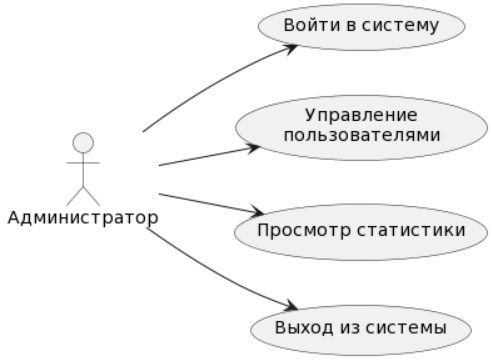 Войти в систему
Управление
пользователями
Администратор
Просмотр статистики
Выход из системы